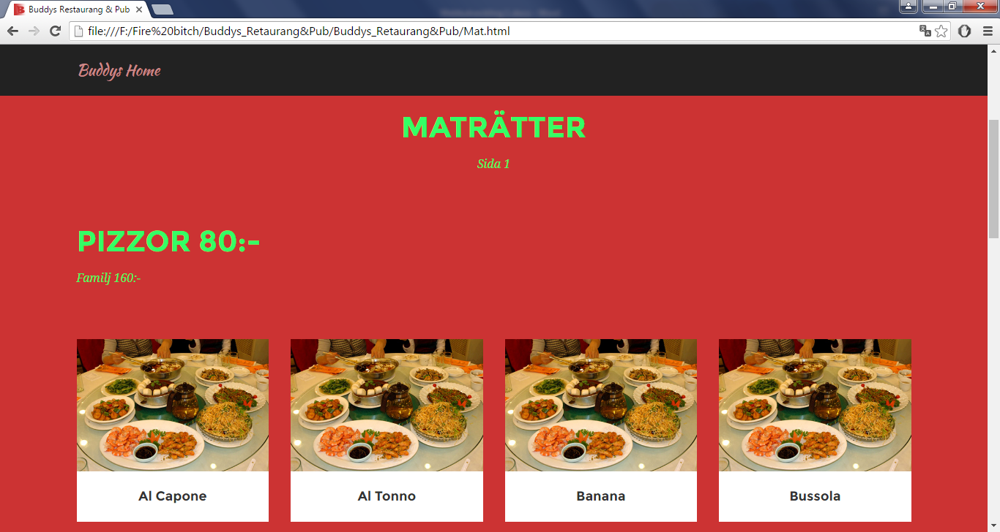 Buddys Restaurang & Pub
file:///F:/Fire%20bitch/Buddys_Retaurang&Pub/Buddys_Retaurang&Pub/Mat.html
Buddys Home
MATRÄTTER
Sida 1
PIZZOR 80:-
Familj 160:-
Al Capone
Al Tonno
Banana
Bussola